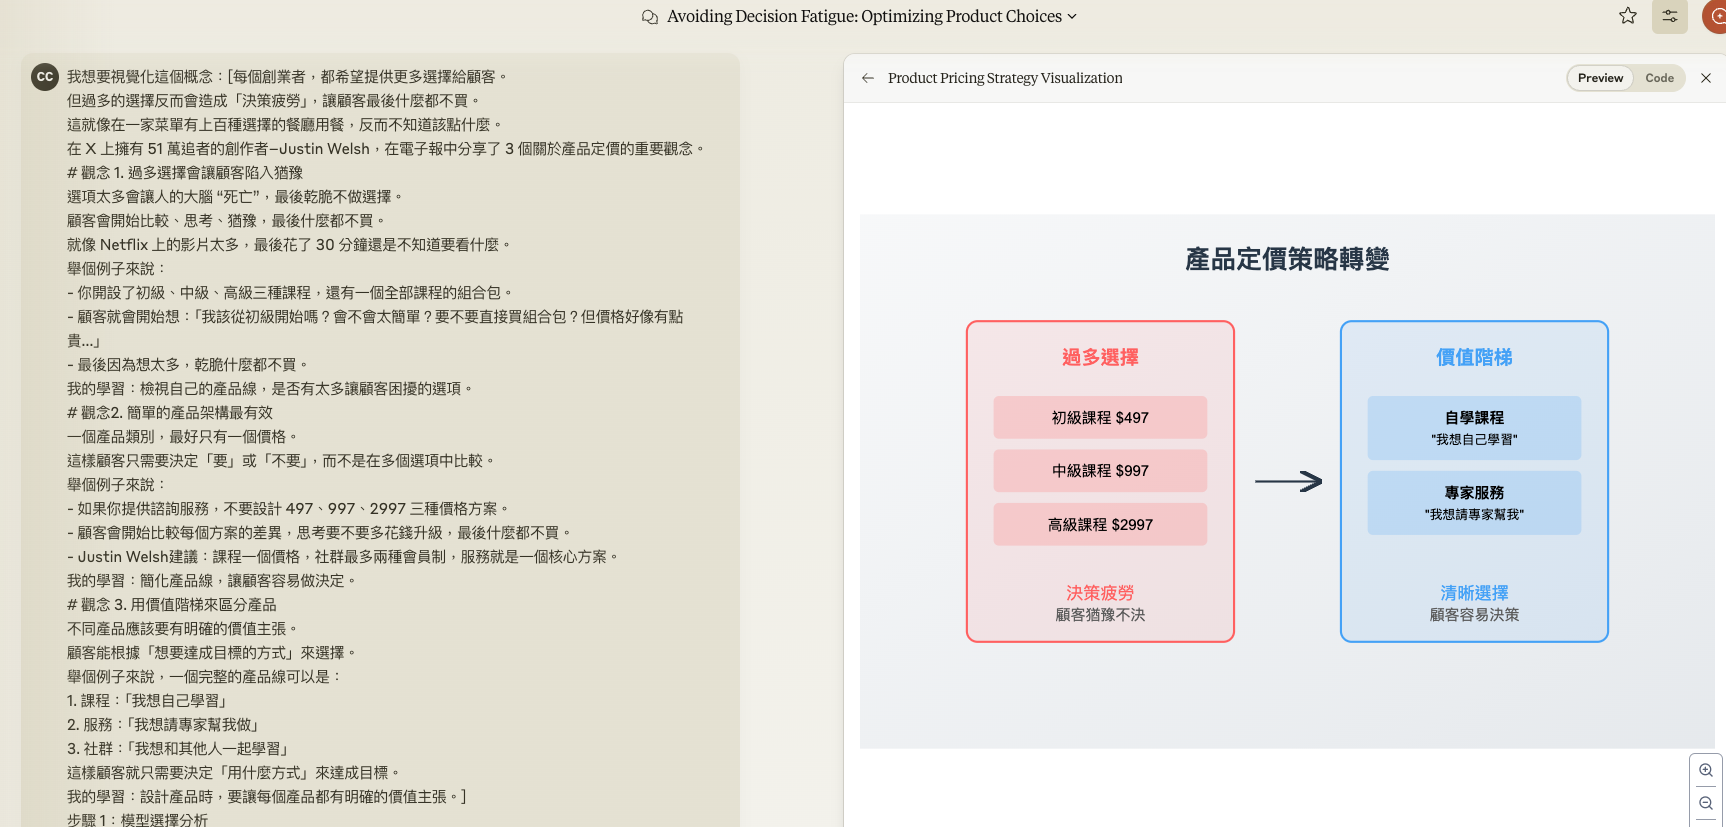 Avoiding Decision Fatigue: Optimizing Product Choices
CC
我想要視覺化這個概念：[每個創業者，都希望提供更多選擇給顧客。
但過多的選擇反而會造成「決策疲勞」，讓顧客最後什麼都不買。
這就像在一家菜單有上百種選擇的餐廳用餐，反而不知道該點什麼。
在 X 上擁有 51 萬追者的創作者–Justin Welsh，在電子報中分享了 3 個關於產品定價的重要觀念。
# 觀念 1. 過多選擇會讓顧客陷入猶豫
選項太多會讓人的大腦 “死亡”，最後乾脆不做選擇。
顧客會開始比較、思考、猶豫，最後什麼都不買。
就像 Netflix 上的影片太多，最後花了 30 分鐘還是不知道要看什麼。
舉個例子來說：
- 你開設了初級、中級、高級三種課程，還有一個全部課程的組合包。
- 顧客就會開始想：「我該從初級開始嗎？會不會太簡單？要不要直接買組合包？但價格好像有點
貴...」
- 最後因為想太多，乾脆什麼都不買。
我的學習：檢視自己的產品線，是否有太多讓顧客困擾的選項。
# 觀念2. 簡單的產品架構最有效
一個產品類別，最好只有一個價格。
這樣顧客只需要決定「要」或「不要」，而不是在多個選項中比較。
舉個例子來說：
- 如果你提供諮詢服務，不要設計 497、997、2997 三種價格方案。
- 顧客會開始比較每個方案的差異，思考要不要多花錢升級，最後什麼都不買。
- Justin Welsh建議：課程一個價格，社群最多兩種會員制，服務就是一個核心方案。
我的學習：簡化產品線，讓顧客容易做決定。
# 觀念 3. 用價值階梯來區分產品
不同產品應該要有明確的價值主張。
顧客能根據「想要達成目標的方式」來選擇。
舉個例子來說，一個完整的產品線可以是：
1. 課程：「我想自己學習」
2. 服務：「我想請專家幫我做」
3. 社群：「我想和其他人一起學習」
這樣顧客就只需要決定「用什麼方式」來達成目標。
我的學習：設計產品時，要讓每個產品都有明確的價值主張。]
步驟 1：模型選擇分析
Product Pricing Strategy Visualization
Preview
Code
產品定價策略轉變
過多選擇
初級課程 $497
中級課程 $997
高級課程 $2997
決策疲勞
顧客猶豫不決
價值階梯
自學課程
"我想自己學習"
專家服務
"我想請專家幫我"
清晰選擇
顧客容易決策